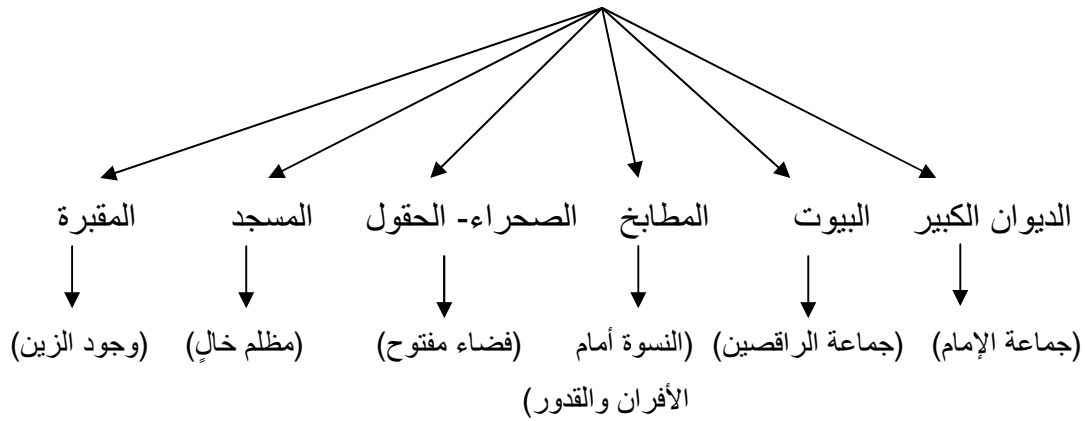 الديوان الكبير البيوت المطابخ الصحراء- الحقول المسجد المقبرة
(جماعة الإمام) (جماعة الراقصين) (النسوة أمام (فضاء مفتوح) (مظلم خالٍ) (وجود الزين)
الأفران والقدور)